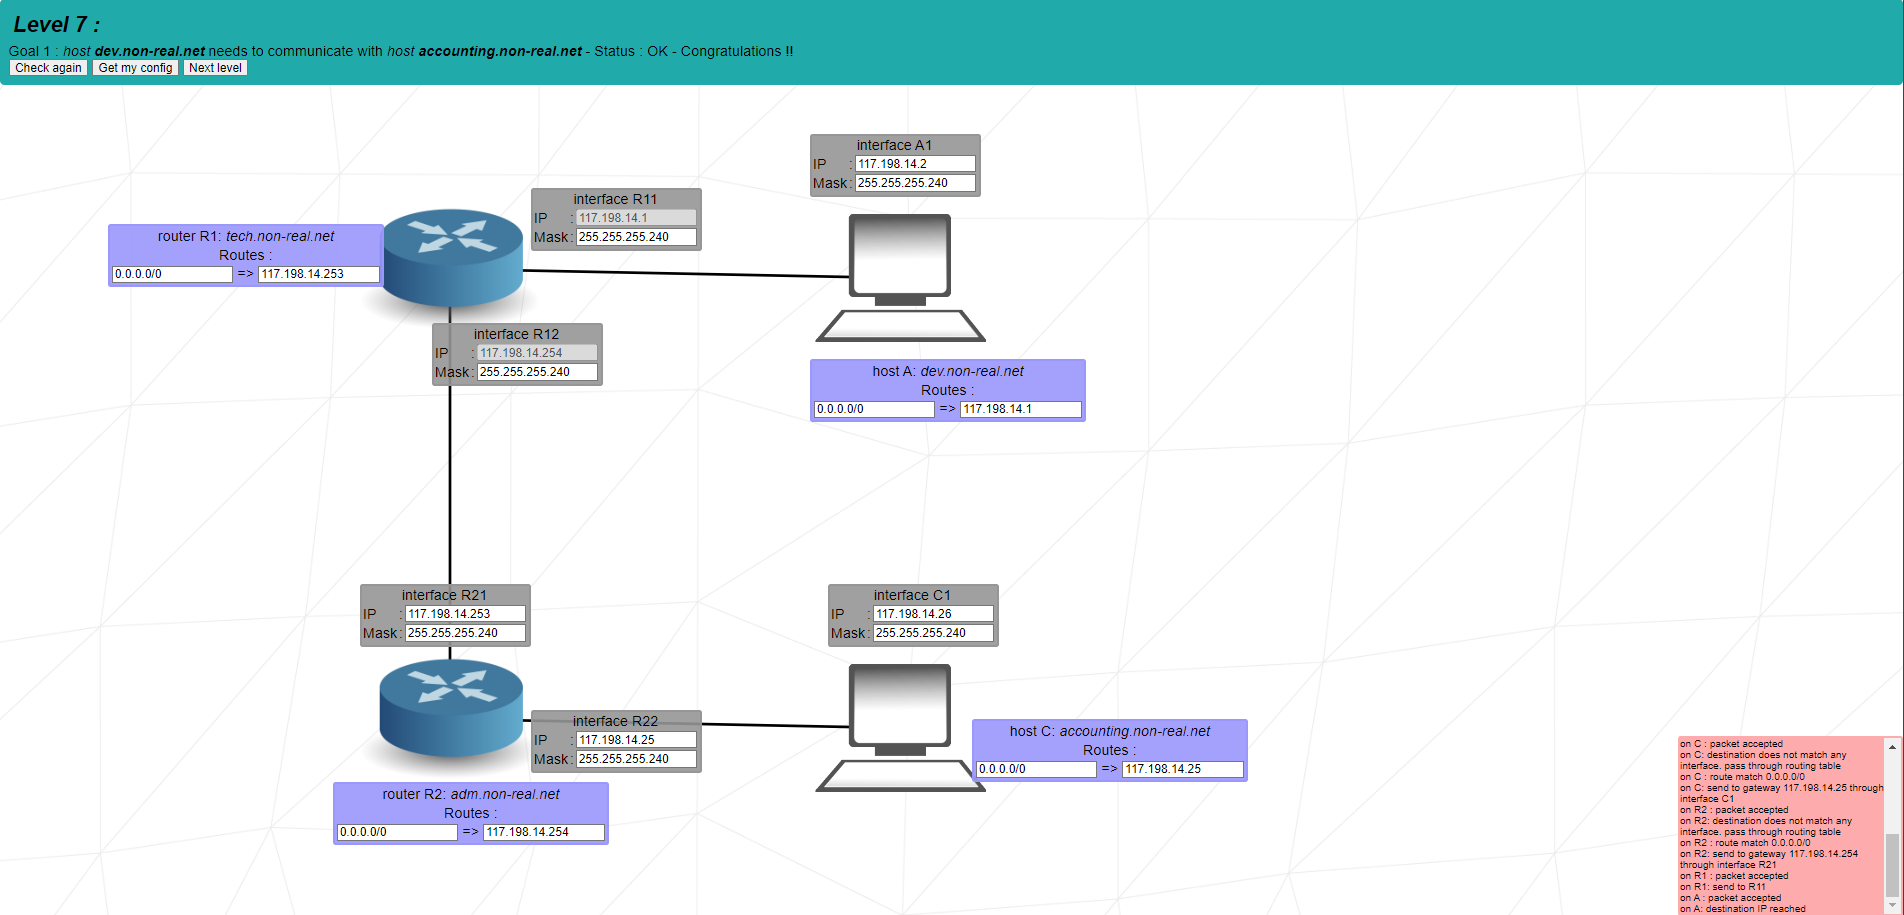 Level 7 :
Goal 1 : host dev.non-real.net needs to communicate with host accounting.non-real.net - Status : OK - Congratulations !!
Check again Get my config Next level
interface A1
IP : 117.198.14.2
Mask : 255.255.255.240
interface R11
IP : 117.198.14.1
Mask : 255.255.255.240
router R1: tech.non-real.net
Routes :
0.0.0.0/0 => 117.198.14.253
interface R12
IP : 117.198.14.254
Mask : 255.255.255.240
host A: dev.non-real.net
Routes :
0.0.0.0/0 => 117.198.14.1
interface R21
IP : 117.198.14.253
Mask : 255.255.255.240
interface C1
IP : 117.198.14.26
Mask : 255.255.255.240
interface R22
IP : 117.198.14.25
Mask : 255.255.255.240
host C: accounting.non-real.net
Routes :
0.0.0.0/0 => 117.198.14.25
router R2: adm.non-real.net
Routes :
0.0.0.0/0 => 117.198.14.254
on C : packet accepted
on C: destination does not match any
interface. pass through routing table
on C : route match 0.0.0.0/0
on C: send to gateway 117.198.14.25 through
interface C1
on R2 : packet accepted
on R2: destination does not match any
interface. pass through routing table
on R2 : route match 0.0.0.0/0
on R2: send to gateway 117.198.14.254
through interface R21
on R1 : packet accepted
on R1: send to R11
on A : packet accepted
on A: destination IP reached